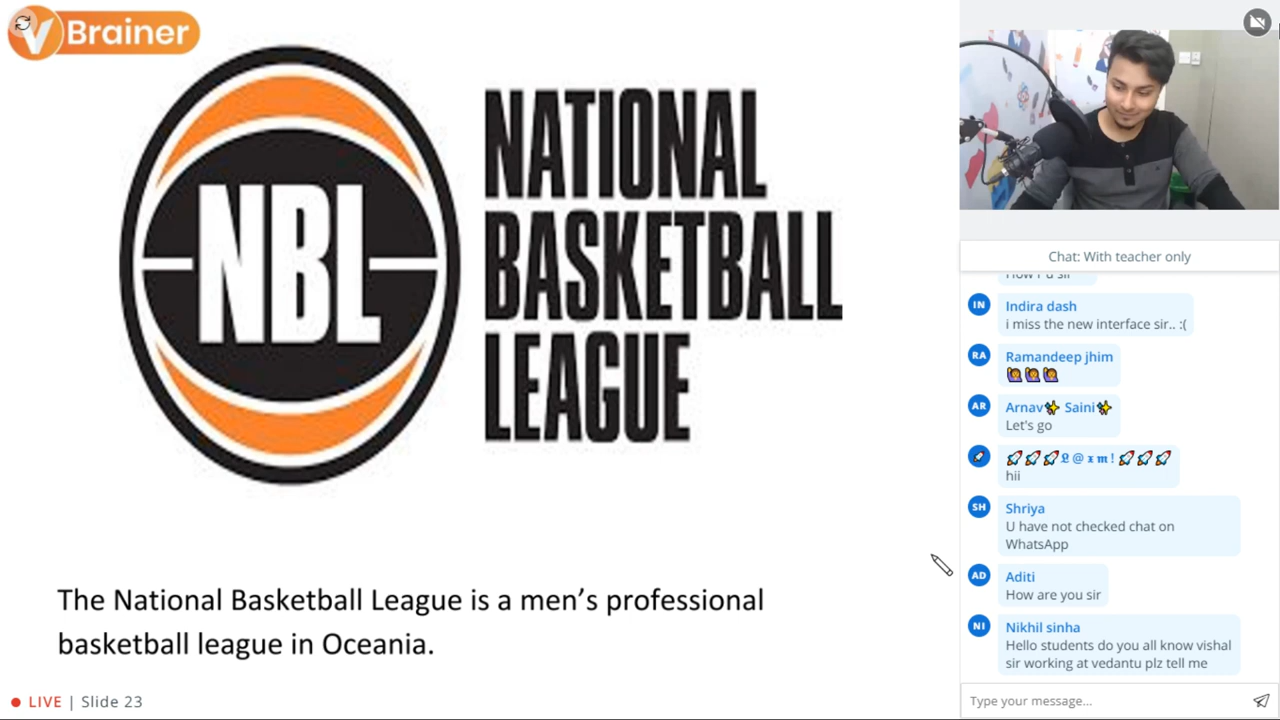 V Brainer
NBL
NATIONAL
BASKETBALL
LEAGUE
The National Basketball League is a men’s professional
basketball league in Oceania.
LIVE | Slide 23
Chat: With teacher only
IN
Indira dash
i miss the new interface sir.. :(
RA
Ramandeep jhim
🙋🙋🙋
AR
Arnav✨ Saini✨
Let's go
🚀🚀🚀𝕷@𝖝𝖒!🚀🚀🚀
hii
SH
Shriya
U have not checked chat on
WhatsApp
AD
Aditi
How are you sir
NI
Nikhil sinha
Hello students do you all know vishal
sir working at vedantu plz tell me
Type your message...